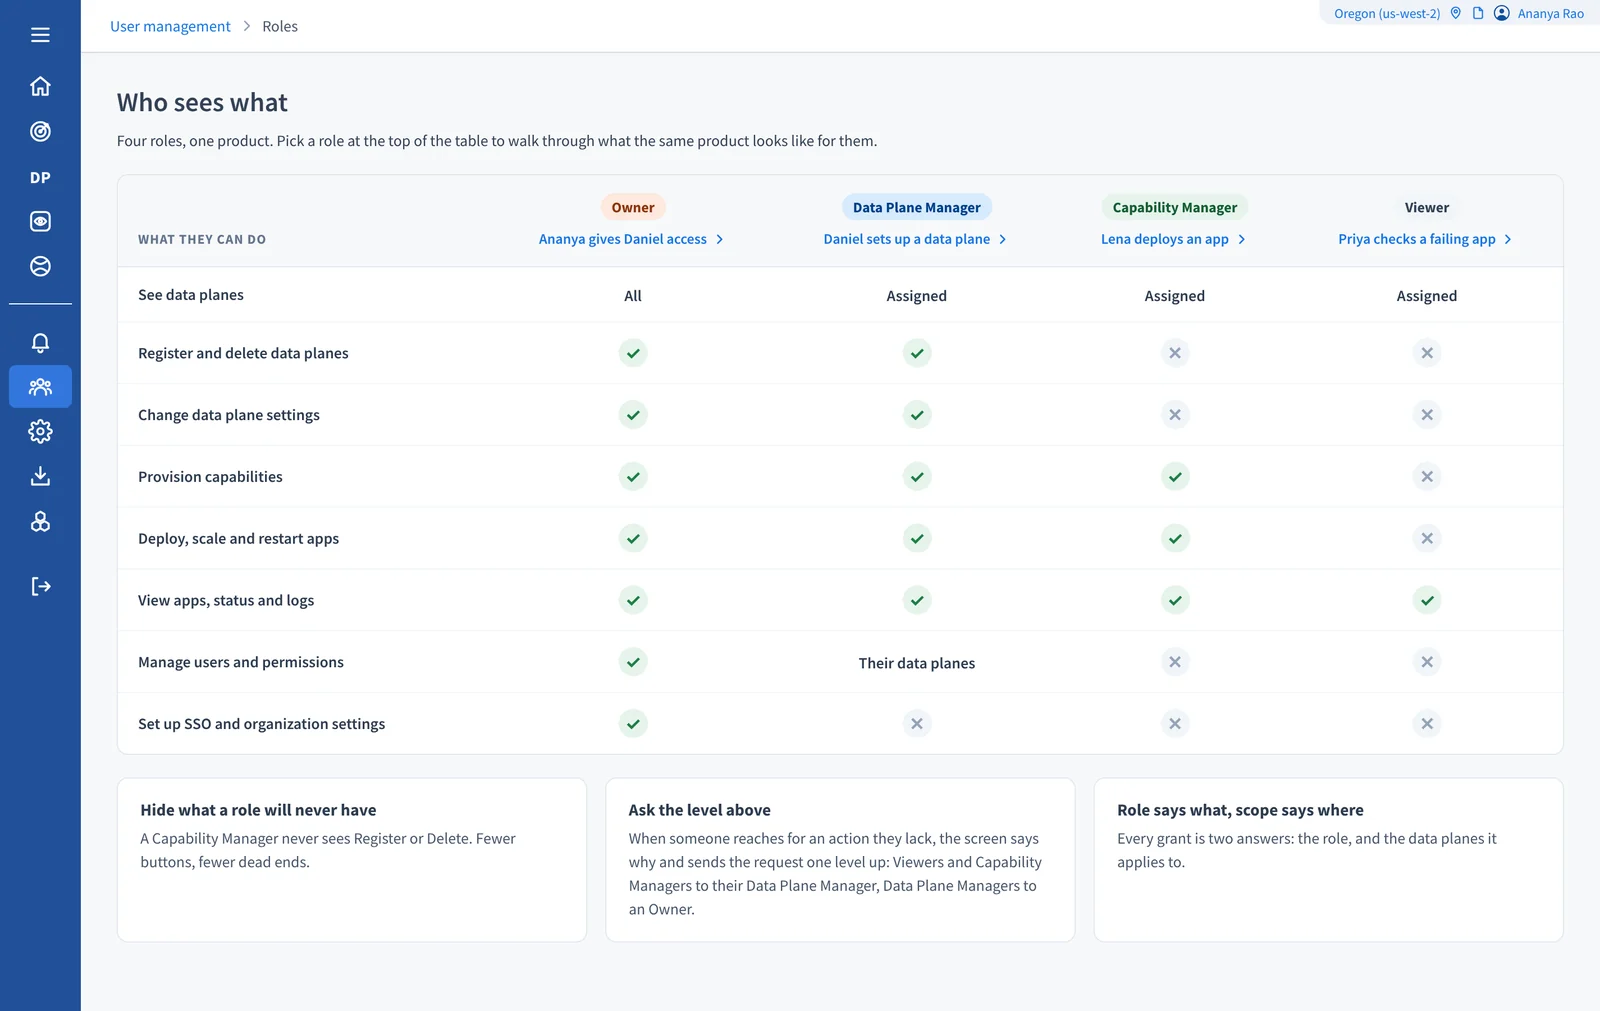 User management > Roles
Oregon (us-west-2) Ananya Rao
DP
Who sees what
Four roles, one product. Pick a role at the top of the table to walk through what the same product looks like for them.
Owner Data Plane Manager Capability Manager Viewer
WHAT THEY CAN DO Ananya gives Daniel access > Daniel sets up a data plane > Lena deploys an app > Priya checks a failing app >
See data planes All Assigned Assigned Assigned
Register and delete data planes
Change data plane settings
Provision capabilities
Deploy, scale and restart apps
View apps, status and logs
Manage users and permissions Their data planes
Set up SSO and organization settings
Hide what a role will never have
A Capability Manager never sees Register or Delete. Fewer
buttons, fewer dead ends.
Ask the level above
When someone reaches for an action they lack, the screen says
why and sends the request one level up: Viewers and Capability
Managers to their Data Plane Manager, Data Plane Managers to
an Owner.
Role says what, scope says where
Every grant is two answers: the role, and the data planes it
applies to.